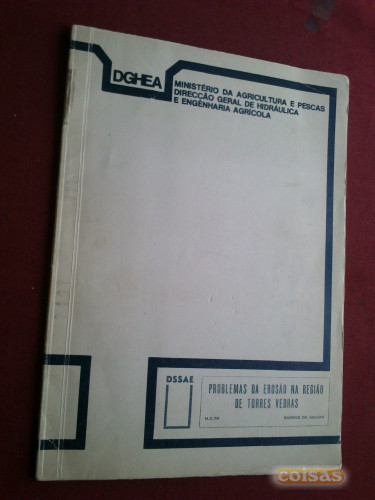 DGHEA
MINISTÉRIO DA AGRICULTURA E PESCAS
DIRECÇÃO GERAL DE HIDRÁULICA
E ENGENHARIA AGRÍCOLA
DSSAE
PROBLEMAS DA EROSÃO NA REGIÃO
DE TORRES VEDRAS
coisas